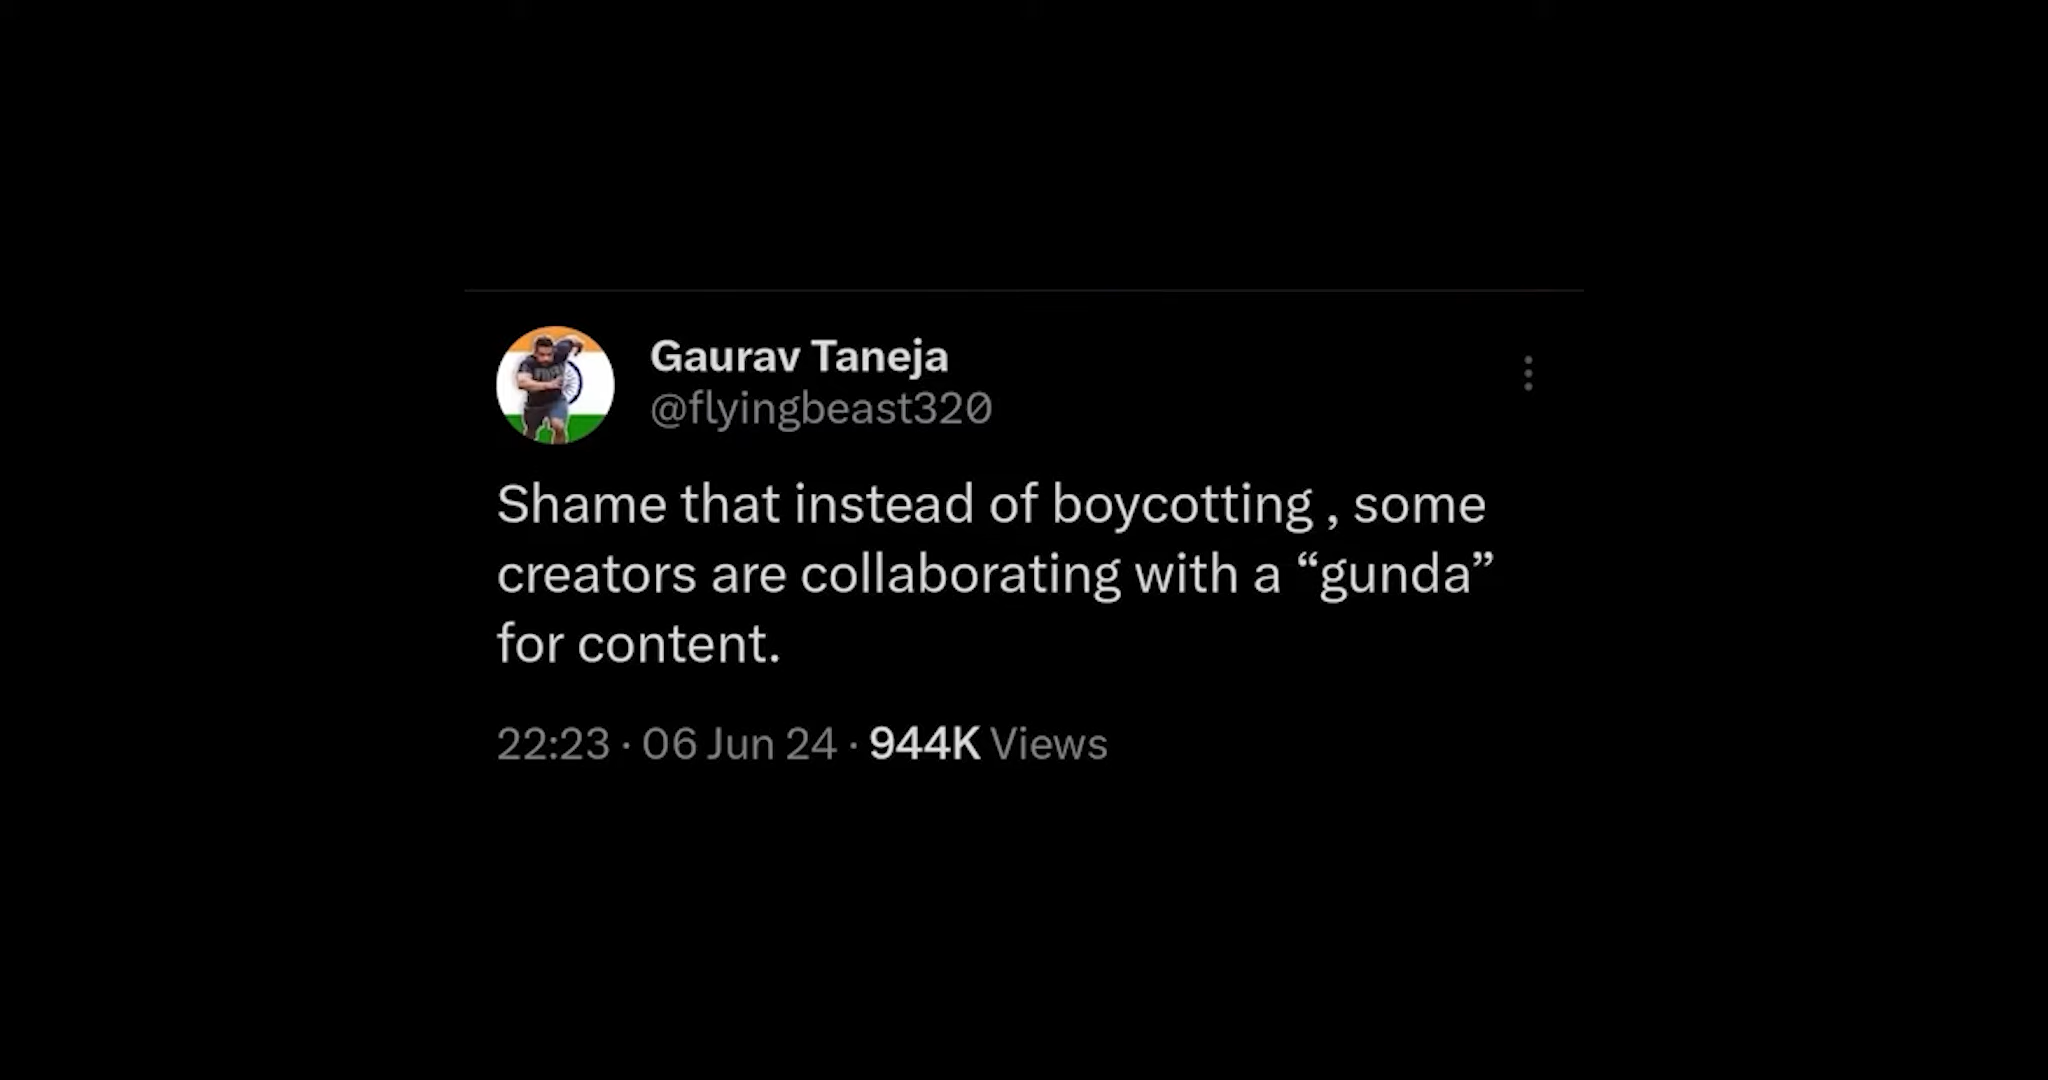 Gaurav Taneja
@flyingbeast320
Shame that instead of boycotting , some
creators are collaborating with a “gunda”
for content.
22:23 · 06 Jun 24 · 944K Views